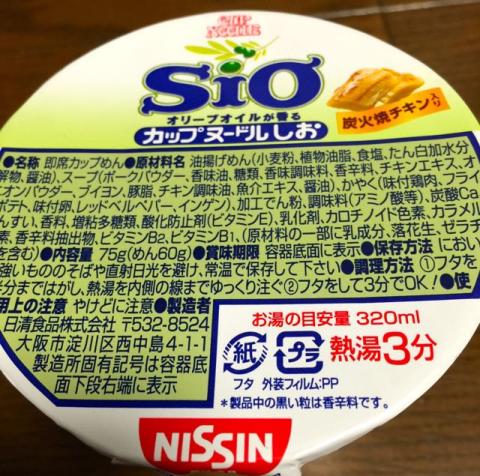 CUP
NOODLE
SiO
オリーブオイルが香る
カップヌードルしお
炭火焼チキン入り
●名称 即席カップめん●原材料名 油揚げめん(小麦粉、植物油脂、食塩、たん白加水分
解物、醤油)、スープ(ポークパウダー、香味油、糖類、香味調味料、香辛料、チキンエキス、オ
オンパウダー、ブイヨン、豚脂、チキン調味油、魚介エキス、醤油)、かやく(味付鶏肉、フライ
ポテト、味付卵、レッドベルペパー、インゲン)、加工でん粉、調味料(アミノ酸等)、炭酸Ca
んすい、香料、増粘多糖類、酸化防止剤(ビタミンE)、乳化剤、カロチノイド色素、カラメル
素、香辛料抽出物、ビタミンB2、ビタミンB1、(原材料の一部に乳成分、落花生、ゼラチ
を含む)●内容量 75g(めん60g)●賞味期限 容器底面に表示●保存方法 におい
強いもののそばや直射日光を避け、常温で保存して下さい●調理方法 ①フタを
半分まではがし、熱湯を内側の線までゆっくり注ぐ②フタをして3分でOK!●使
用上の注意 やけどに注意●製造者
日清食品株式会社 〒532-8524
大阪市淀川区西中島4-1-1
製造所固有記号は容器底
面下段右端に表示
お湯の目安量 320ml
紙 プラ 熱湯3分
フタ 外装フィルム:PP
*製品中の黒い粒は香辛料です。
NISSIN